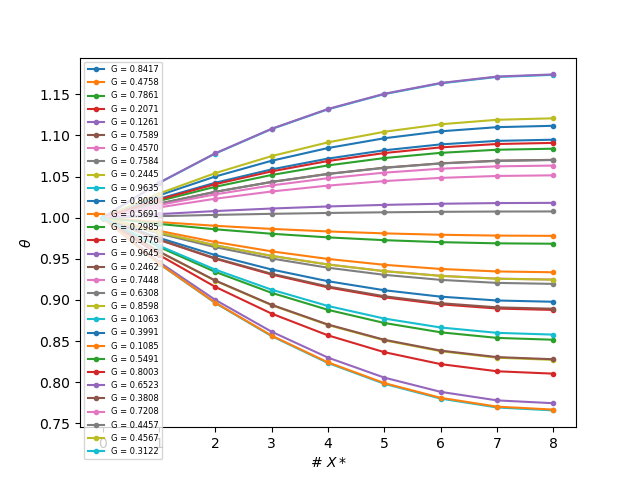 1.15
1.10
1.05
1.00
0.95
0.90
0.85
0.80
0.75
θ
G = 0.8417
G = 0.4758
G = 0.7861
G = 0.2071
G = 0.1261
G = 0.7589
G = 0.4570
G = 0.7584
G = 0.2445
G = 0.9635
G = 0.8080
G = 0.5691
G = 0.2985
G = 0.3776
G = 0.9645
G = 0.2462
G = 0.7448
G = 0.6308
G = 0.8598
G = 0.1063
G = 0.3991
G = 0.1085
G = 0.5491
G = 0.8003
G = 0.6523
G = 0.3808
G = 0.7208
G = 0.4457
G = 0.4567
G = 0.3122
0 1 2 3 4 5 6 7 8
# X *